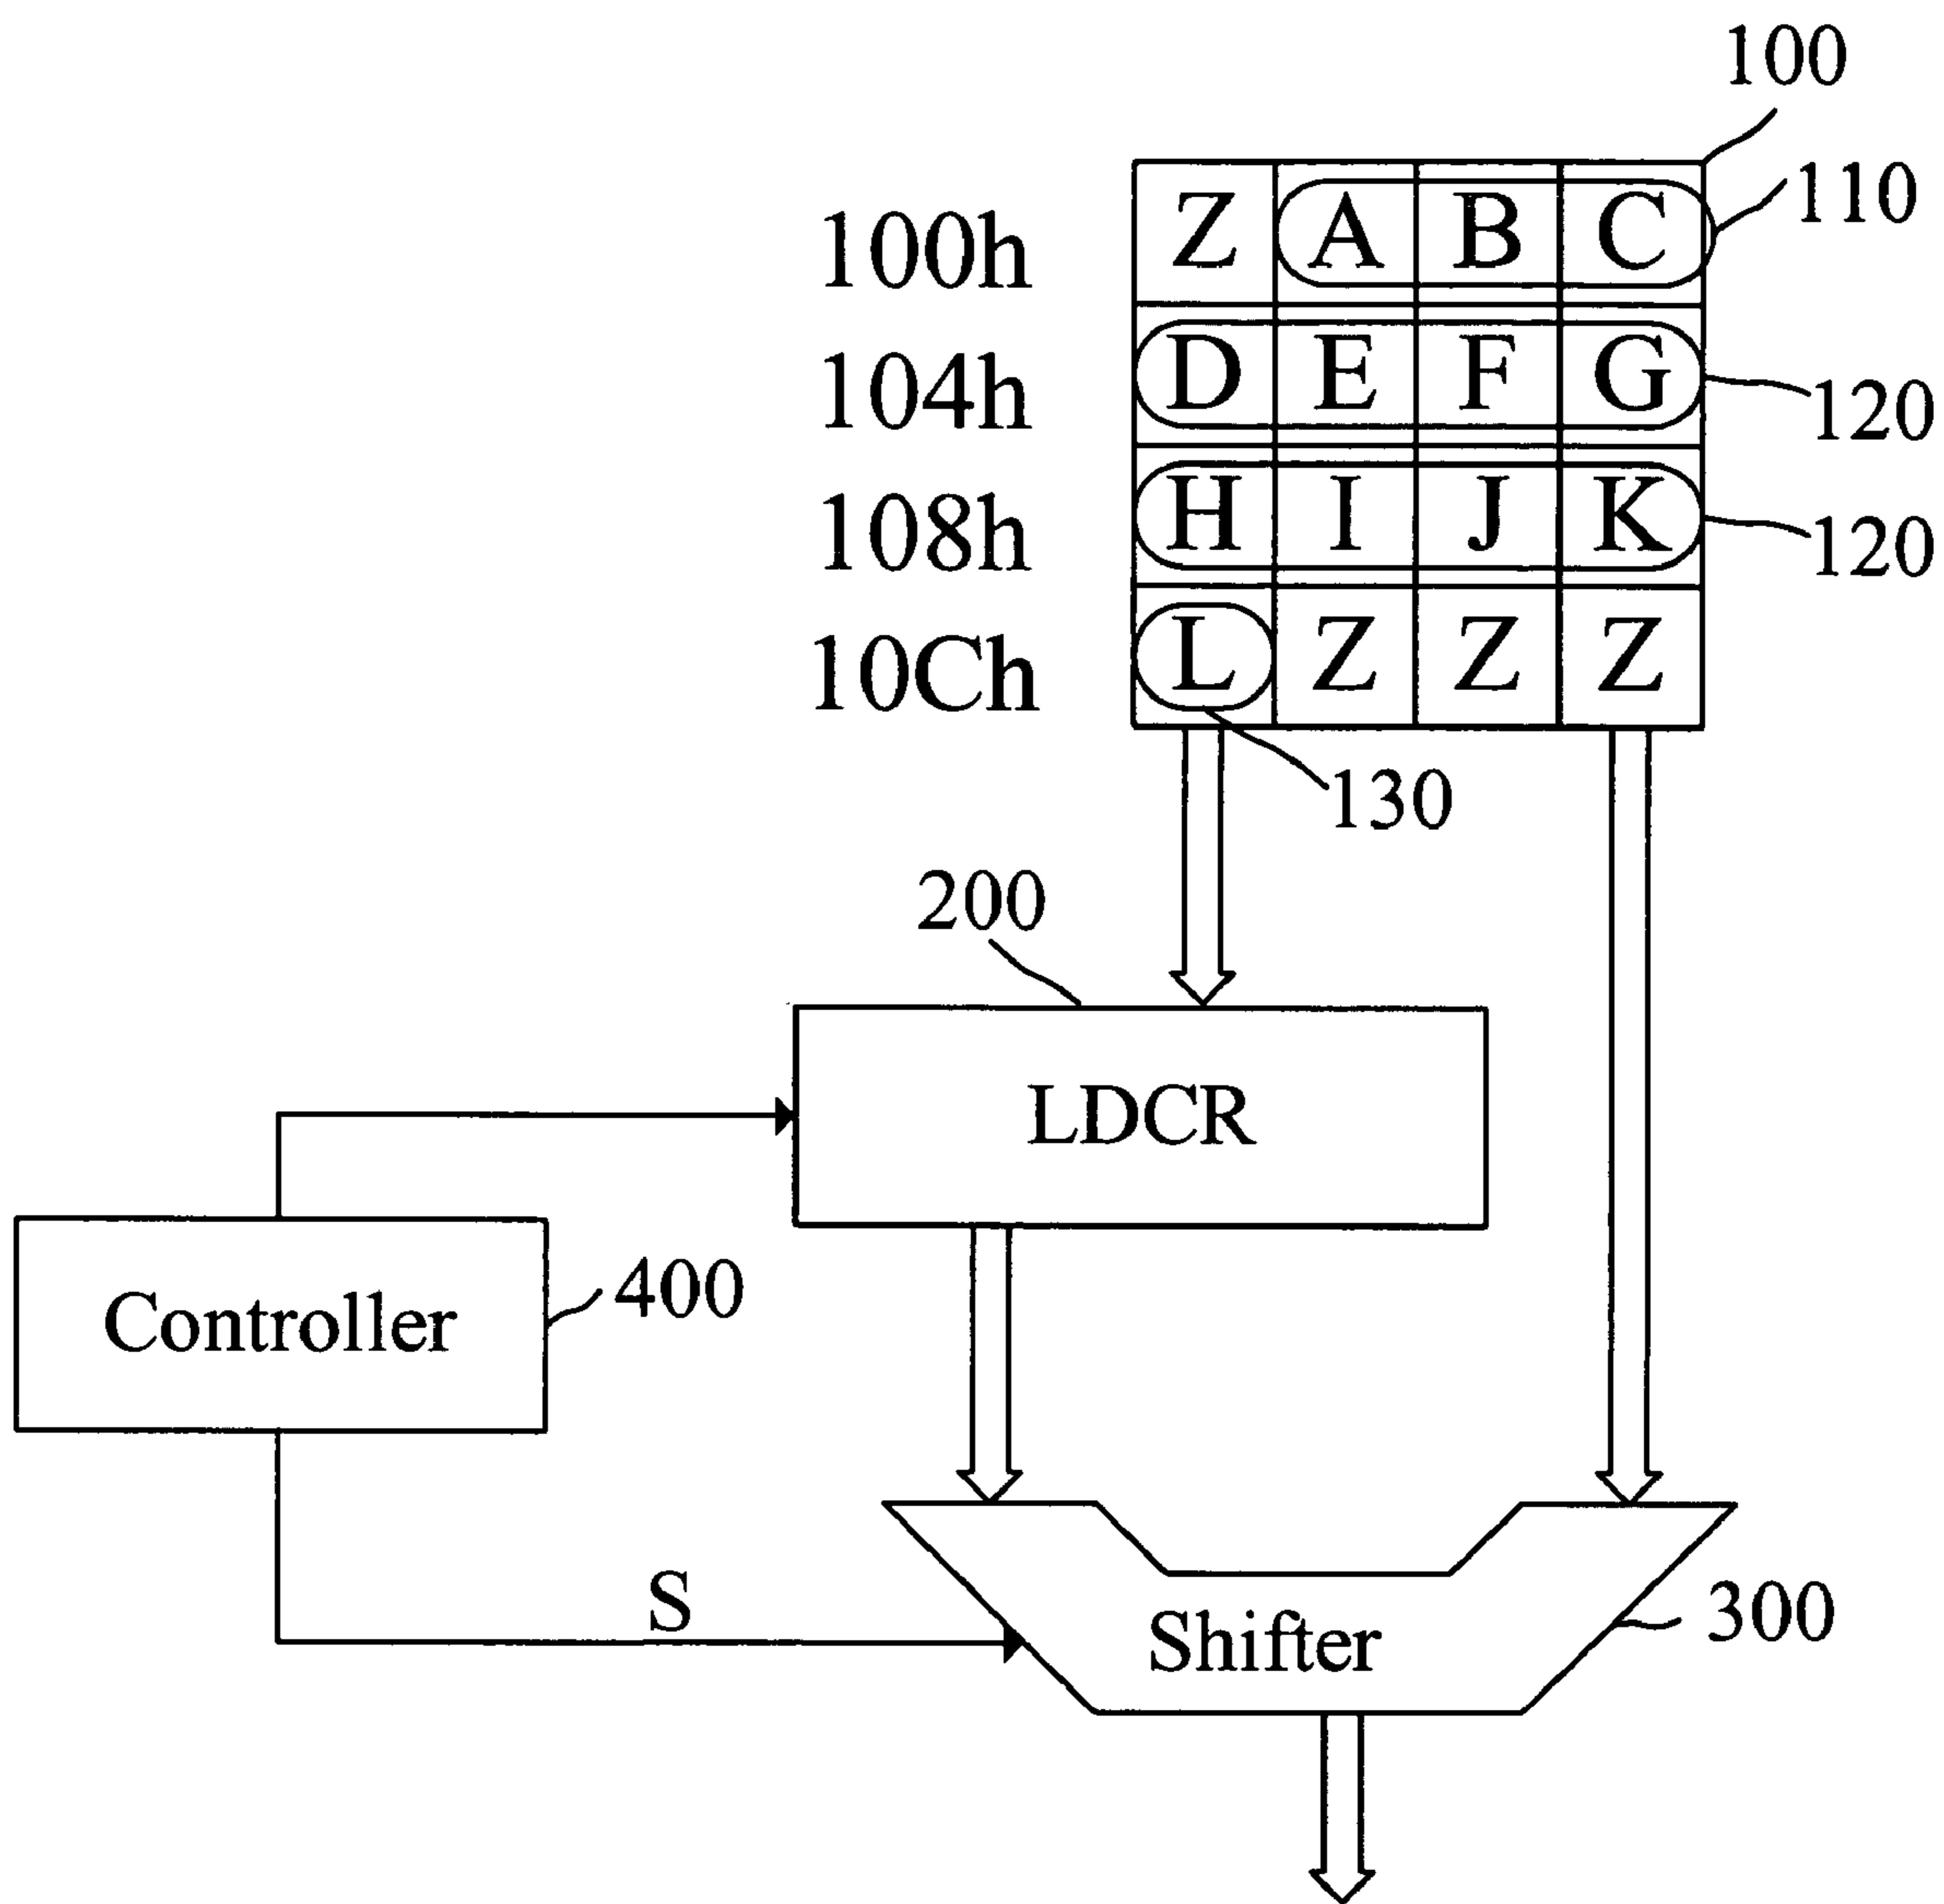 100
100h Z A B C 110
104h D E F G 120
108h H I J K 120
10Ch L Z Z Z
130
200
LDCR
Controller 400
S
Shifter 300